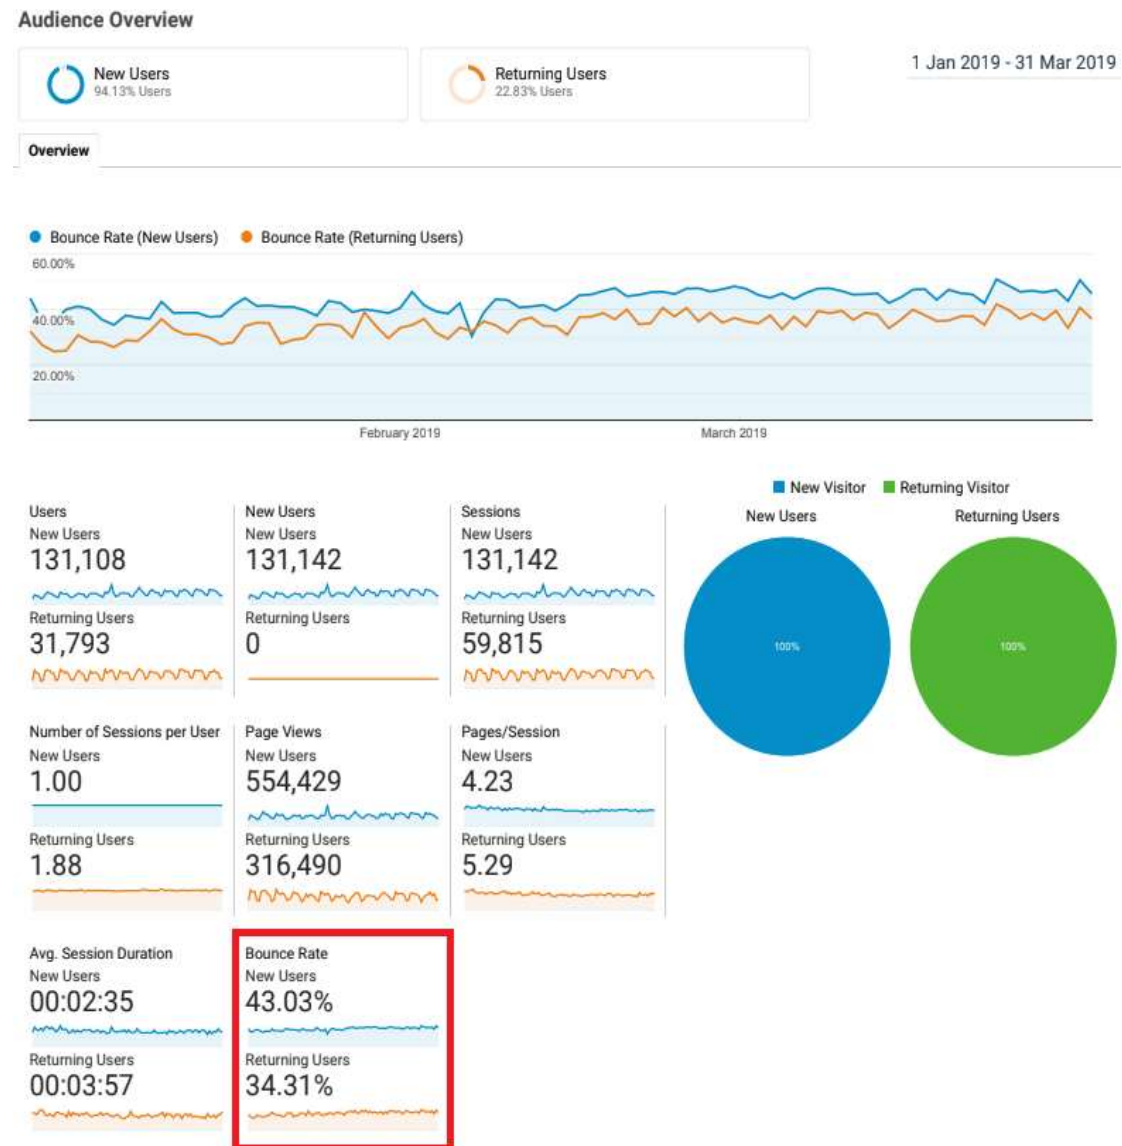 Audience Overview
New Users
94.13% Users
Returning Users
22.83% Users
1 Jan 2019 - 31 Mar 2019
Overview
Bounce Rate (New Users)
Bounce Rate (Returning Users)
60.00%
40.00%
20.00%
February 2019
March 2019
Users
New Users
131,108
Returning Users
31,793
New Users
New Users
131,142
Returning Users
0
Sessions
New Users
131,142
Returning Users
59,815
New Visitor
Returning Visitor
New Users
100%
Returning Users
100%
Number of Sessions per User
New Users
1.00
Returning Users
1.88
Page Views
New Users
554,429
Returning Users
316,490
Pages/Session
New Users
4.23
Returning Users
5.29
Avg. Session Duration
New Users
00:02:35
Returning Users
00:03:57
Bounce Rate
New Users
43.03%
Returning Users
34.31%